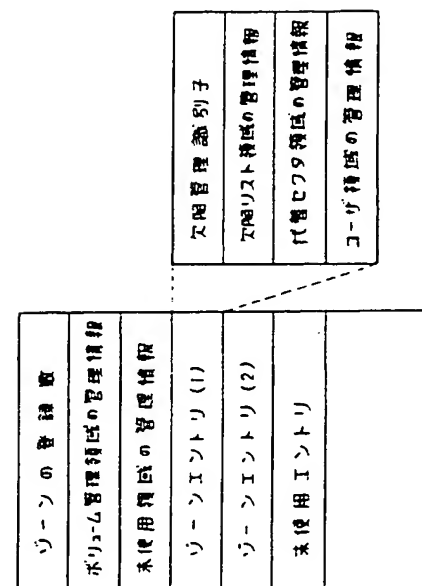 ゾーンの登録数
ボリューム管理領域の管理情報
未使用領域の管理情報
ゾーンエントリ(1)
ゾーンエントリ(2)
未使用エントリ
欠陥管理識別子
欠陥リスト領域の管理情報
代替セクタ領域の管理情報
ユーザ領域の管理情報